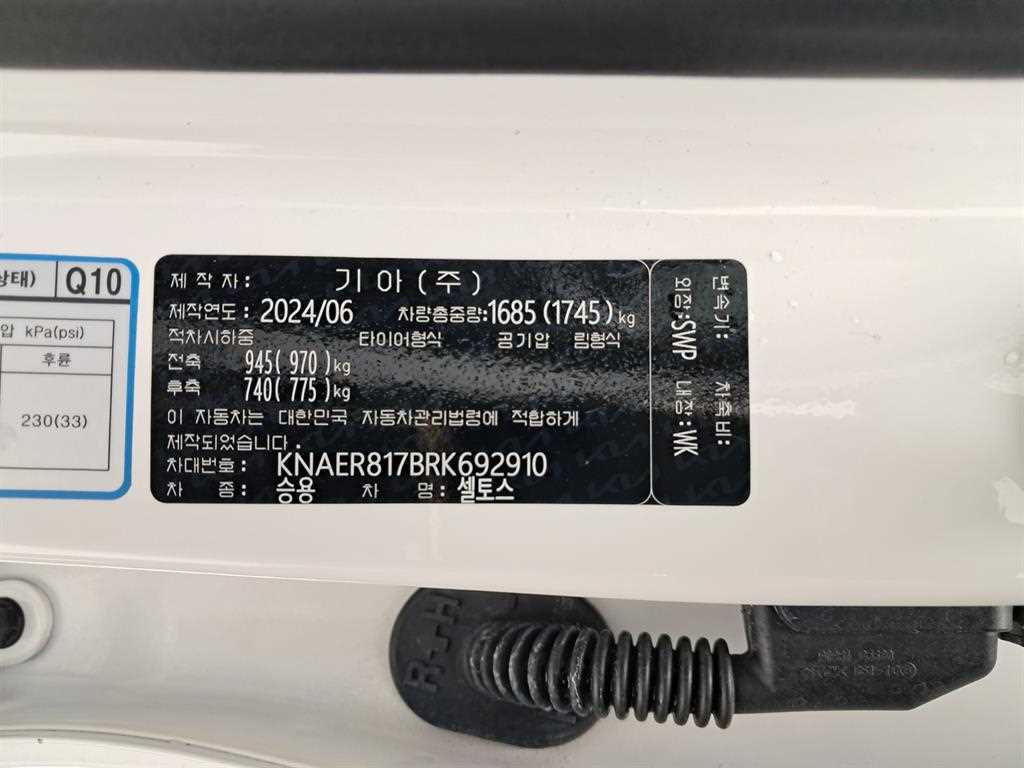 상태) Q10
압 kPa(psi)
후륜
230(33)
제 작 자: 기 아 (주)
제작연도: 2024/06 차량총중량:1685(1745)kg
적차시하중 타이어형식 공기압 림형식
전축 945( 970)kg
후축 740( 775)kg
이 자동차는 대한민국 자동차관리법령에 적합하게
제작되었습니다.
차대번호: KNAER817BRK692910
차 종: 승용 차 명: 셀토스
변속기: 차축비:
외장:SWP 내장:WK
R-H